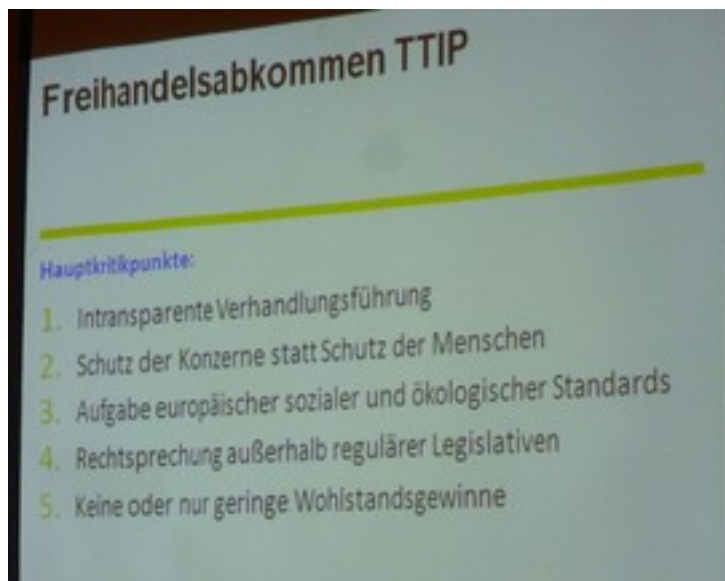 Freihandelsabkommen TTIP
Hauptkritikpunkte:
1. Intransparente Verhandlungsführung
2. Schutz der Konzerne statt Schutz der Menschen
3. Aufgabe europäischer sozialer und ökologischer Standards
4. Rechtsprechung außerhalb regulärer Legislativen
5. Keine oder nur geringe Wohlstandsgewinne